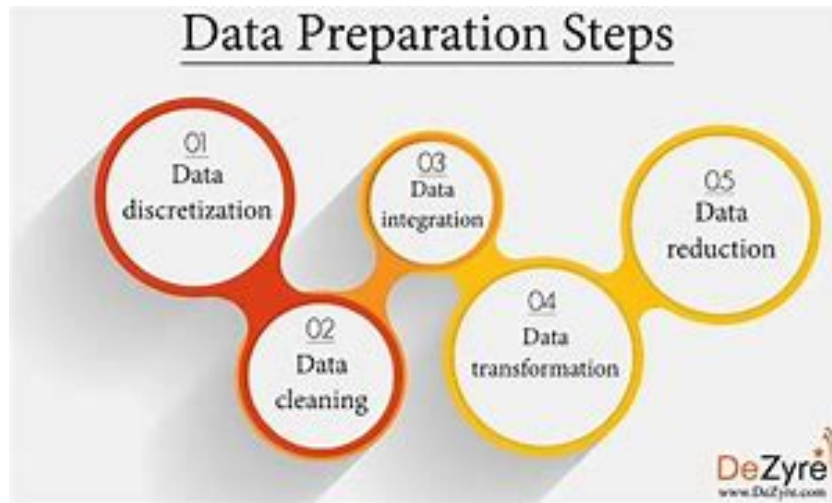 Data Preparation Steps
01
Data
discretization
02
Data
cleaning
03
Data
integration
04
Data
transformation
05
Data
reduction
DeZyre
www.DeZyre.com